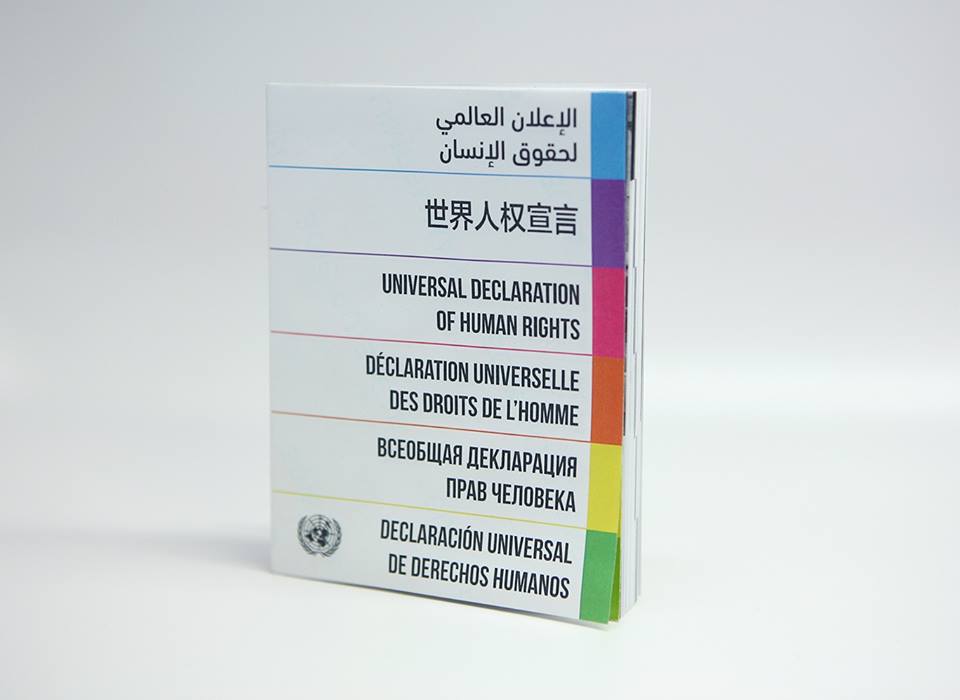 الإعلان العالمي
لحقوق الإنسان
世界人权宣言
UNIVERSAL DECLARATION
OF HUMAN RIGHTS
DÉCLARATION UNIVERSELLE
DES DROITS DE L'HOMME
ВСЕОБЩАЯ ДЕКЛАРАЦИЯ
ПРАВ ЧЕЛОВЕКА
DECLARACIÓN UNIVERSAL
DE DERECHOS HUMANOS